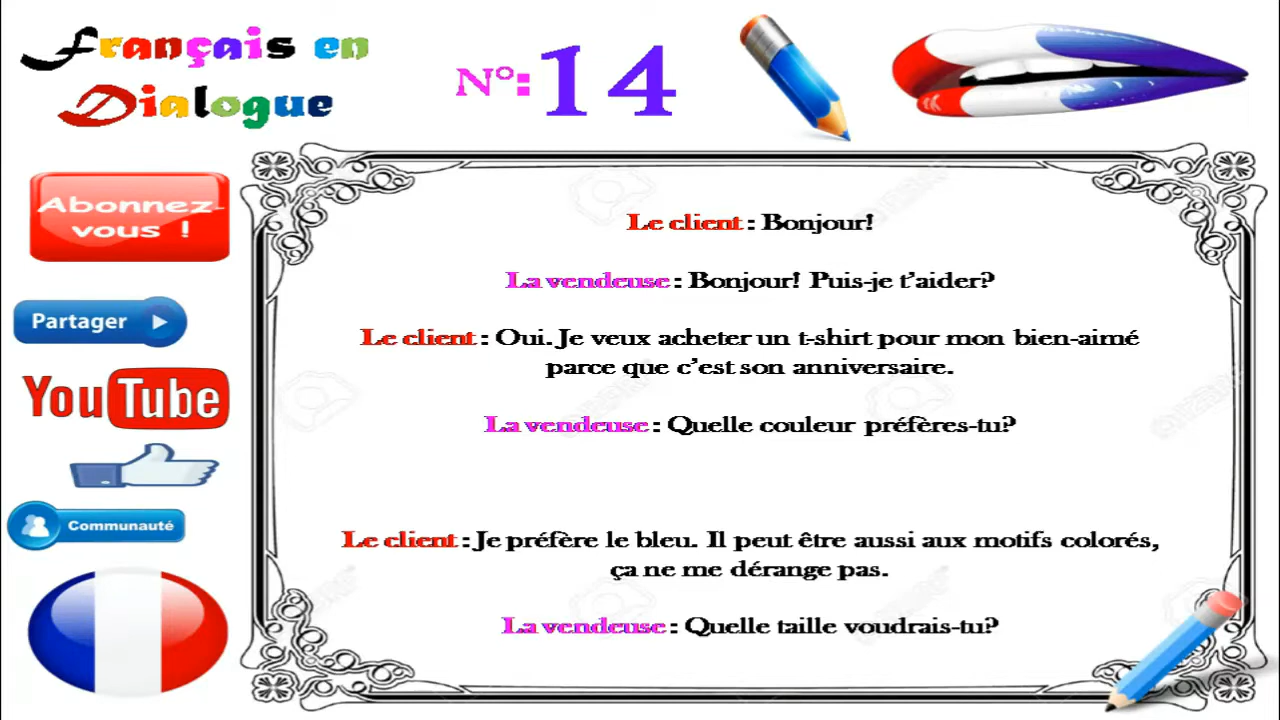 Français en
Dialogue
N°:14
Abonnez-
vous !
Partager
YouTube
Communauté
Le client : Bonjour!
La vendeuse : Bonjour! Puis-je t'aider?
Le client : Oui. Je veux acheter un t-shirt pour mon bien-aimé
parce que c'est son anniversaire.
La vendeuse : Quelle couleur préfères-tu?
Le client : Je préfère le bleu. Il peut être aussi aux motifs colorés,
ça ne me dérange pas.
La vendeuse : Quelle taille voudrais-tu?